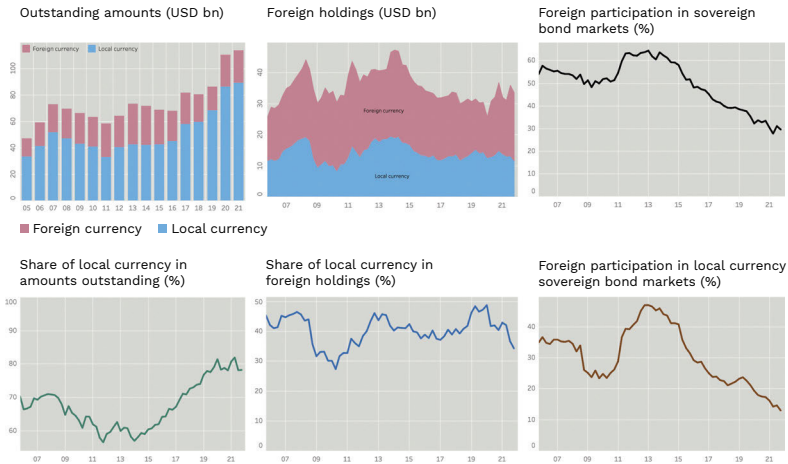 Outstanding amounts (USD bn)
Foreign currency Local currency
100
80
60
40
20
0
05 06 07 08 09 10 11 12 13 14 15 16 17 18 19 20 21
Foreign currency Local currency
Foreign holdings (USD bn)
40
30
20
10
0
Foreign currency
Local currency
07 09 11 13 15 17 19 21
Foreign participation in sovereign
bond markets (%)
60
50
40
30
20
10
0
07 09 11 13 15 17 19 21
Share of local currency in
amounts outstanding (%)
100
90
80
70
60
07 09 11 13 15 17 19 21
Share of local currency in
foreign holdings (%)
50
40
30
20
10
0
07 09 11 13 15 17 19 21
Foreign participation in local currency
sovereign bond markets (%)
40
30
20
10
0
07 09 11 13 15 17 19 21